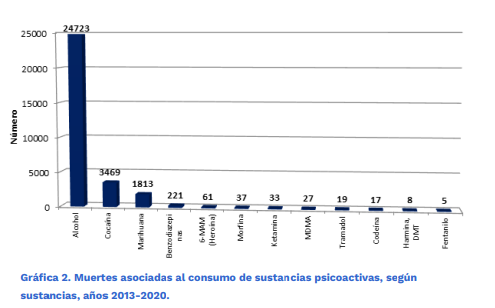 24723
25000
20000
15000
10000
5000
0
Número
3469
1813
221
61
37
33
27
19
17
8
5
Alcohol
Cocaína
Marihuana
Benzodiazepi
nas
6-MAM
(Heroína)
Morfina
Ketamina
MDMA
Tramadol
Codeína
Harmina,
DMT
Fentanilo
Gráfica 2. Muertes asociadas al consumo de sustancias psicoactivas, según
sustancias, años 2013-2020.